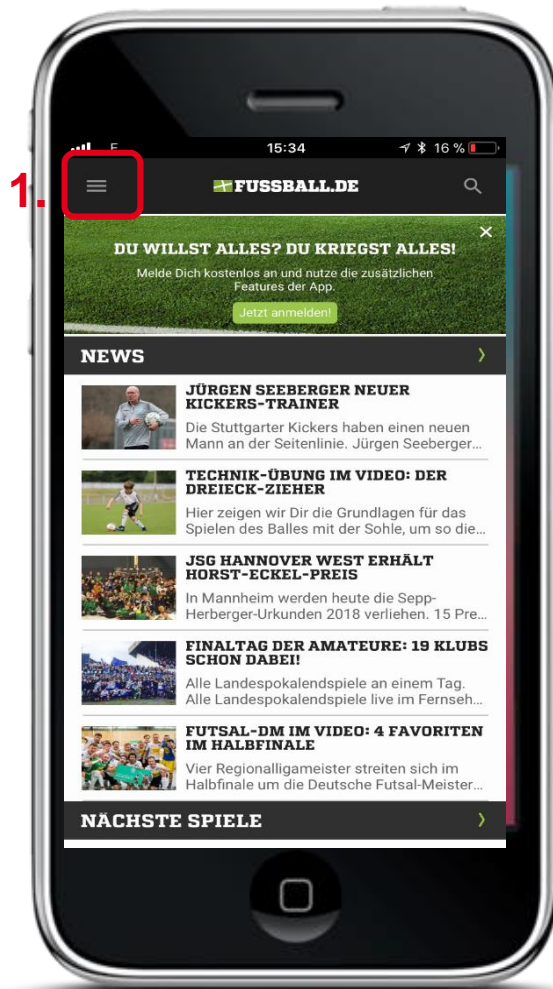 15:34
16 %
1.
FUSSBALL.DE
DU WILLST ALLES? DU KRIEGST ALLES!
Melde Dich kostenlos an und nutze die zusätzlichen
Features der App.
Jetzt anmelden!
NEWS
JÜRGEN SEEBERGER NEUER
KICKERS-TRAINER
Die Stuttgarter Kickers haben einen neuen
Mann an der Seitenlinie. Jürgen Seeberger...
TECHNIK-ÜBUNG IM VIDEO: DER
DREIECK-ZIEHER
Hier zeigen wir Dir die Grundlagen für das
Spielen des Balles mit der Sohle, um so die...
JSG HANNOVER WEST ERHÄLT
HORST-ECKEL-PREIS
In Mannheim werden heute die Sepp-
Herberger-Urkunden 2018 verliehen. 15 Pre...
FINALTAG DER AMATEURE: 19 KLUBS
SCHON DABEI!
Alle Landespokalendspiele an einem Tag.
Alle Landespokalendspiele live im Fernseh...
FUTSAL-DM IM VIDEO: 4 FAVORITEN
IM HALBFINALE
Vier Regionalligameister streiten sich im
Halbfinale um die Deutsche Futsal-Meister...
NÄCHSTE SPIELE